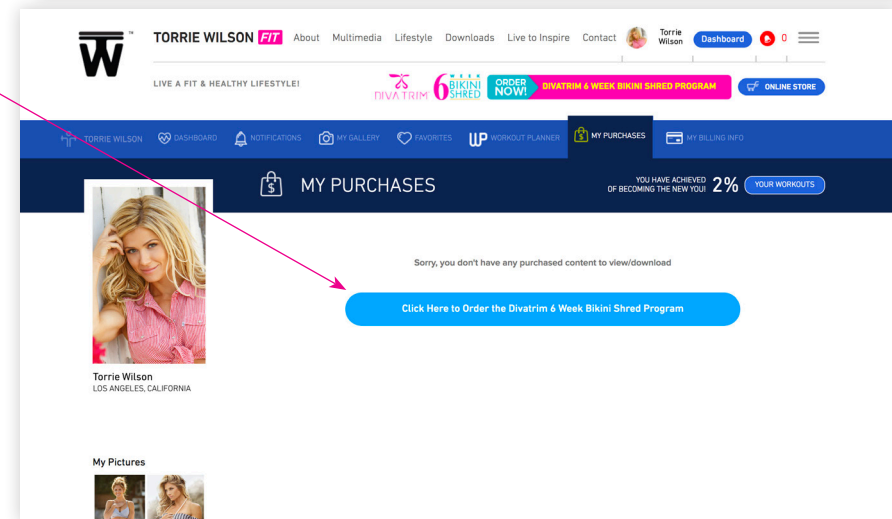 W™
TORRIE WILSON FIT About Multimedia Lifestyle Downloads Live to Inspire Contact Torrie Wilson Dashboard 0
LIVE A FIT & HEALTHY LIFESTYLE!
DIVATRIM 6 WEEK BIKINI SHRED ORDER NOW! DIVATRIM 6 WEEK BIKINI SHRED PROGRAM ONLINE STORE
TORRIE WILSON DASHBOARD NOTIFICATIONS MY GALLERY FAVORITES UP WORKOUT PLANNER $ MY PURCHASES MY BILLING INFO
$ MY PURCHASES
YOU HAVE ACHIEVED
OF BECOMING THE NEW YOU! 2% YOUR WORKOUTS
Sorry, you don't have any purchased content to view/download
Click Here to Order the Divatrim 6 Week Bikini Shred Program
Torrie Wilson
LOS ANGELES, CALIFORNIA
My Pictures